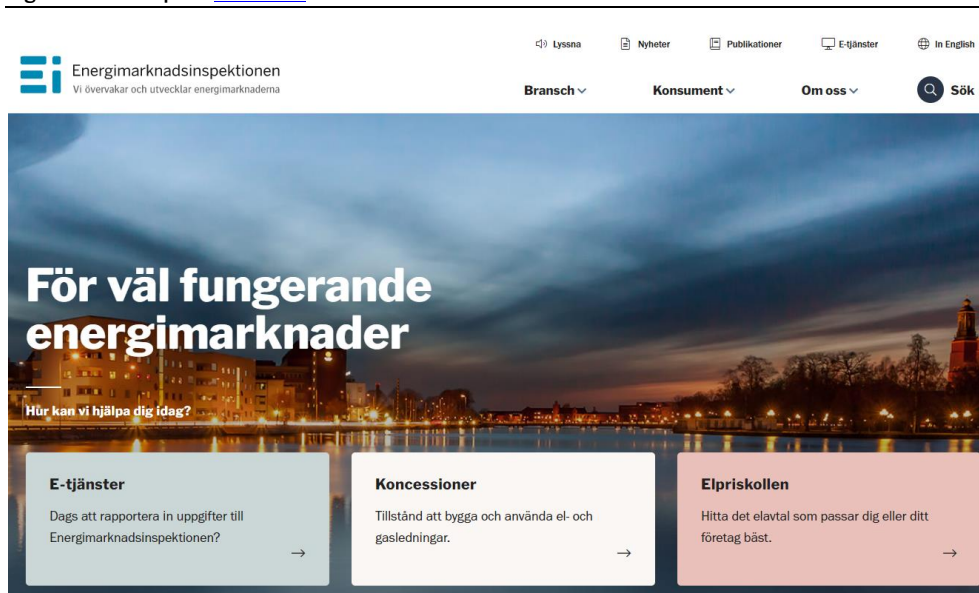 Lyssna Nyheter Publikationer E-tjänster In English
Energimarknadsinspektionen
Vi övervakar och utvecklar energimarknaderna
Bransch Konsument Om oss Sök
För väl fungerande
energimarknader
Hur kan vi hjälpa dig idag?
E-tjänster
Dags att rapportera in uppgifter till
Energimarknadsinspektionen?
Koncessioner
Tillstånd att bygga och använda el- och
gasledningar.
Elpriskollen
Hitta det elavtal som passar dig eller ditt
företag bäst.